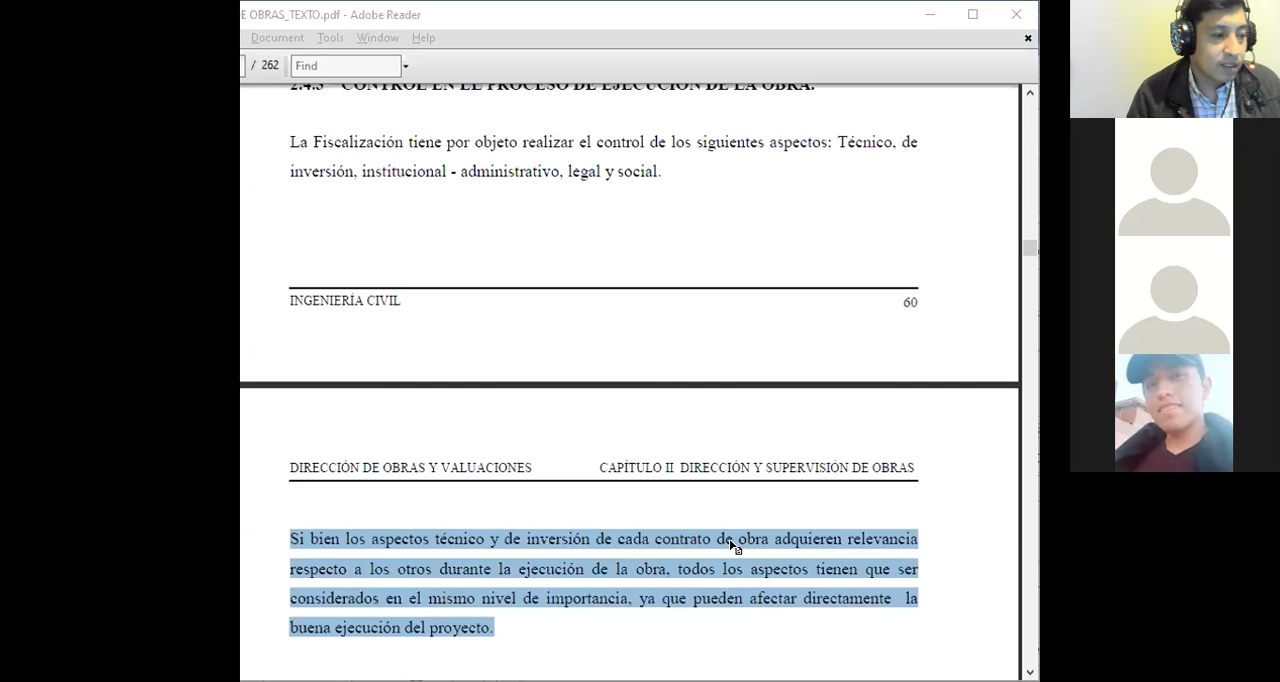 E OBRAS_TEXTO.pdf - Adobe Reader
Document Tools Window Help
/ 262 Find
2.4.5 CONTROL EN EL PROCESO DE EJECUCIÓN DE LA OBRA.
La Fiscalización tiene por objeto realizar el control de los siguientes aspectos: Técnico, de
inversión, institucional - administrativo, legal y social.
INGENIERÍA CIVIL 60
DIRECCIÓN DE OBRAS Y VALUACIONES CAPÍTULO II DIRECCIÓN Y SUPERVISIÓN DE OBRAS
Si bien los aspectos técnico y de inversión de cada contrato de obra adquieren relevancia
respecto a los otros durante la ejecución de la obra, todos los aspectos tienen que ser
considerados en el mismo nivel de importancia, ya que pueden afectar directamente la
buena ejecución del proyecto.